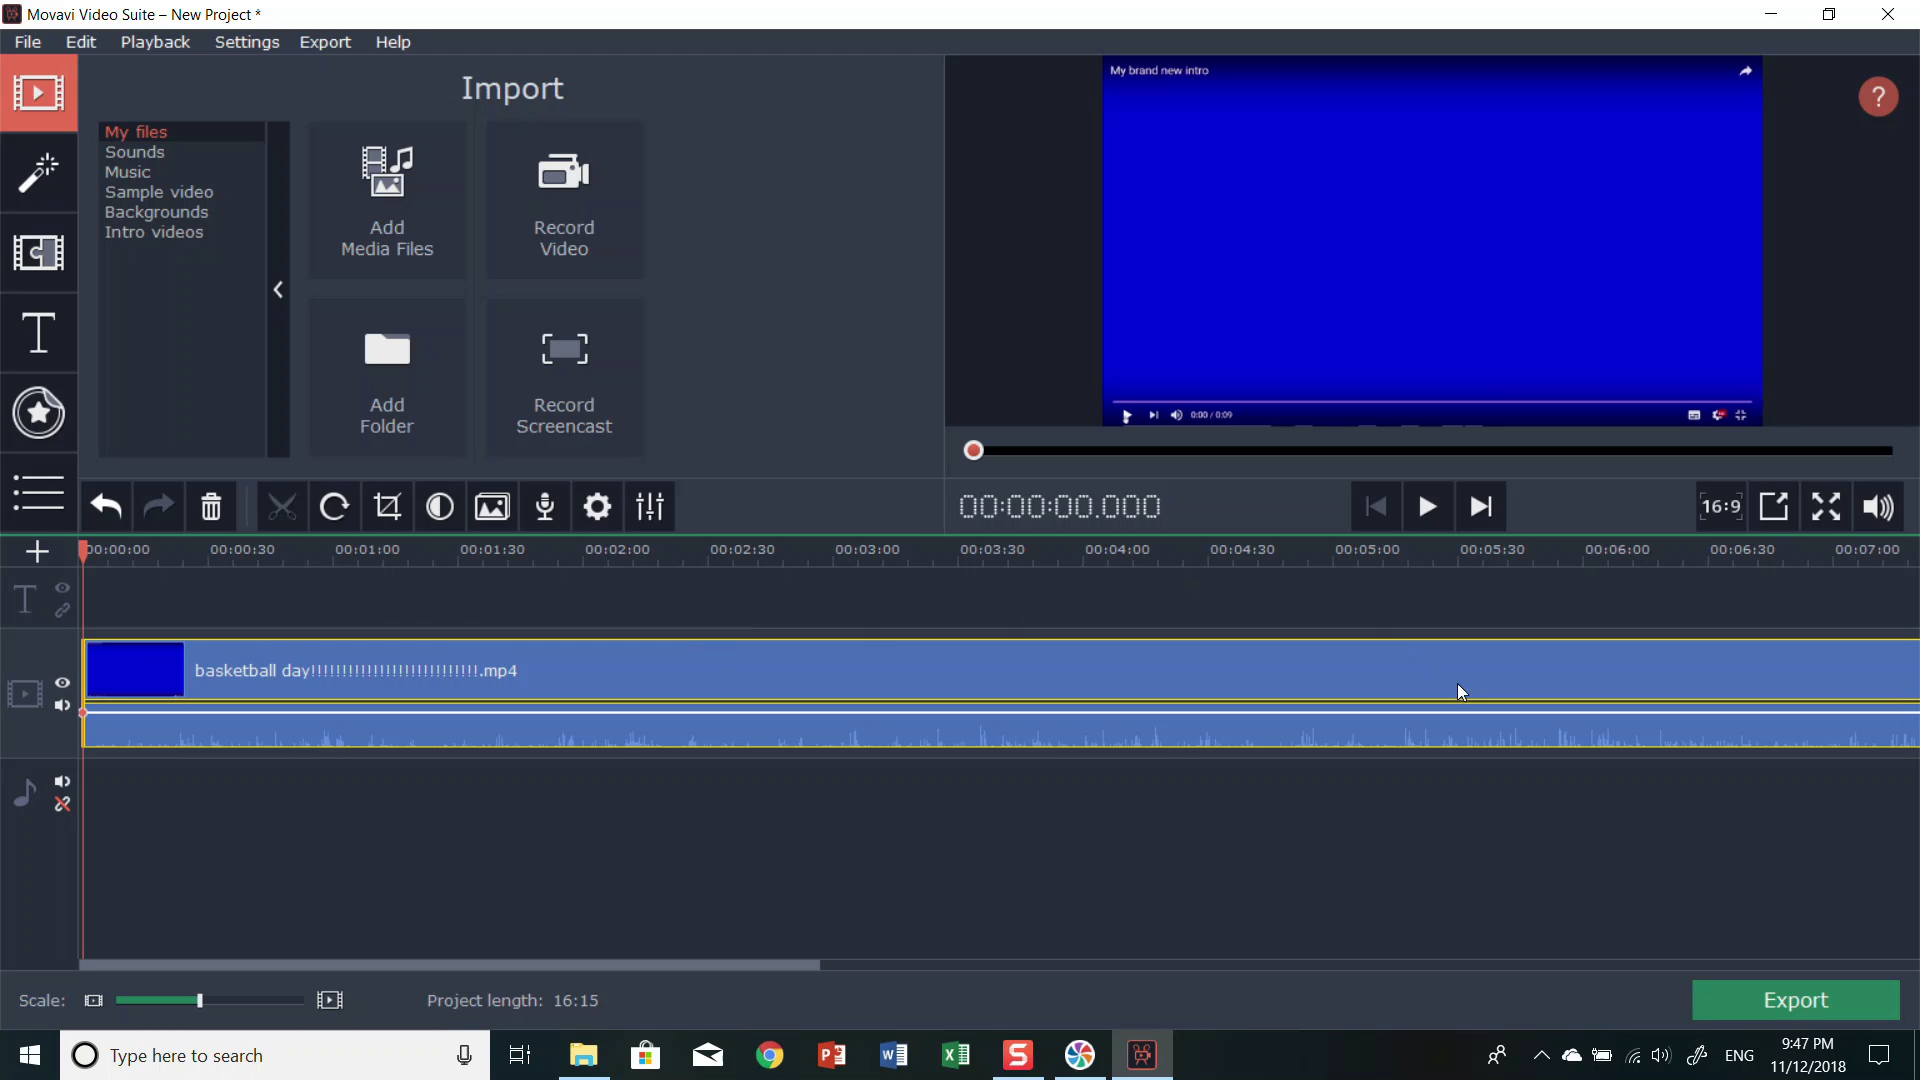 Movavi Video Suite – New Project *
File Edit Playback Settings Export Help
Import
My files
Sounds
Music
Sample video
Backgrounds
Intro videos
Add
Media Files
Record
Video
Add
Folder
Record
Screencast
My brand new intro
0:00 / 0:09
?
00:00:00.000
16:9
00:00:00 00:00:30 00:01:00 00:01:30 00:02:00 00:02:30 00:03:00 00:03:30 00:04:00 00:04:30 00:05:00 00:05:30 00:06:00 00:06:30 00:07:00
T
basketball day!!!!!!!!!!!!!!!!!!!!!!!!!!!.mp4
Scale:
Project length: 16:15
Export
Type here to search
ENG
9:47 PM
11/12/2018